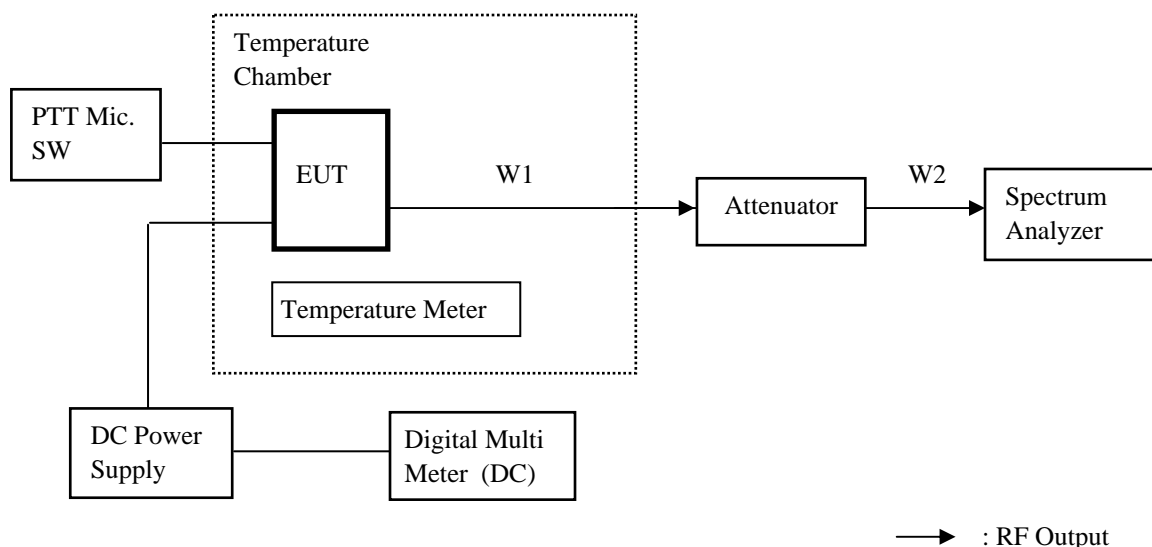 Temperature
Chamber
PTT Mic.
SW
EUT
W1
W2
Attenuator
Spectrum
Analyzer
Temperature Meter
DC Power
Supply
Digital Multi
Meter (DC)
: RF Output